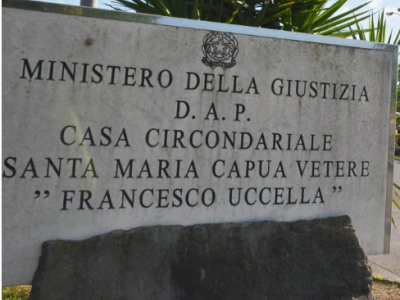 MINISTERO DELLA GIUSTIZIA
D. A. P.
CASA CIRCONDARIALE
SANTA MARIA CAPUA VETERE
” FRANCESCO UCCELLA ”